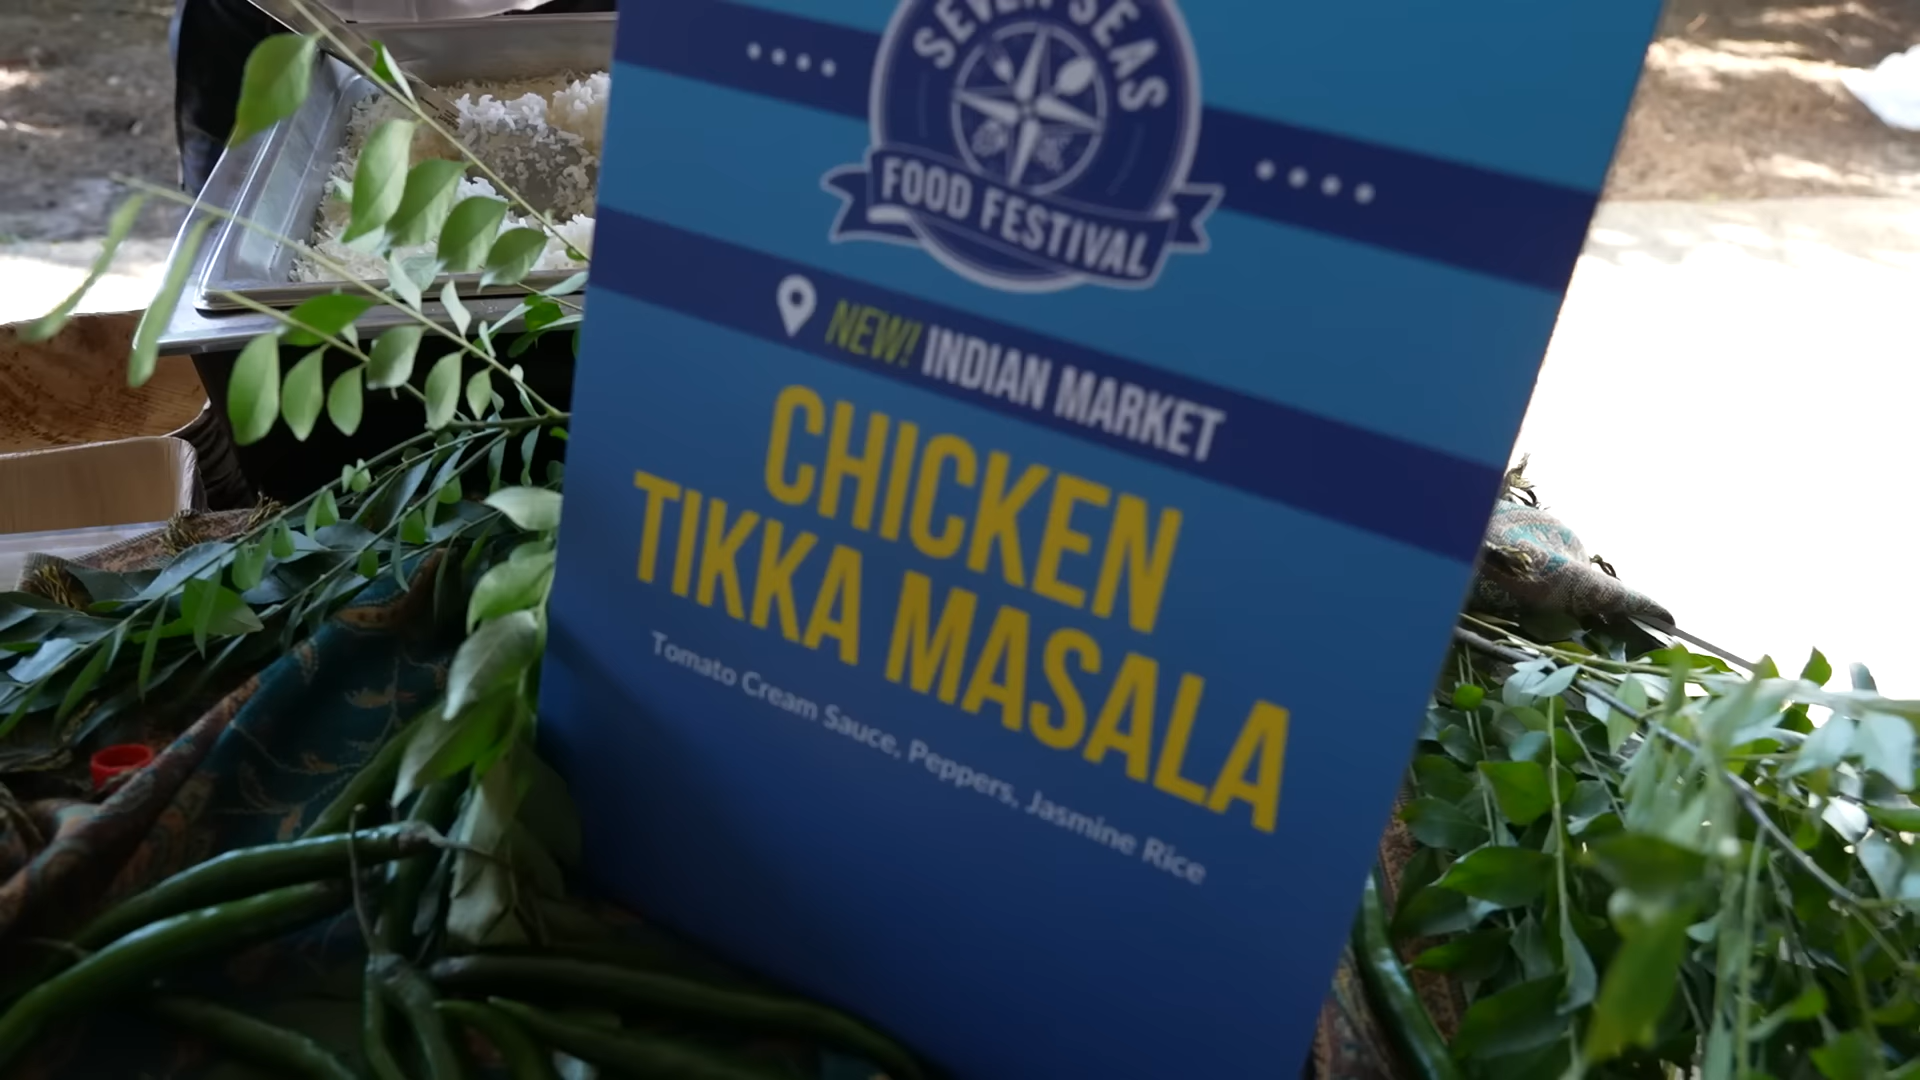 SEVEN SEAS
FOOD FESTIVAL
NEW! INDIAN MARKET
CHICKEN
TIKKA MASALA
Tomato Cream Sauce, Peppers, Jasmine Rice